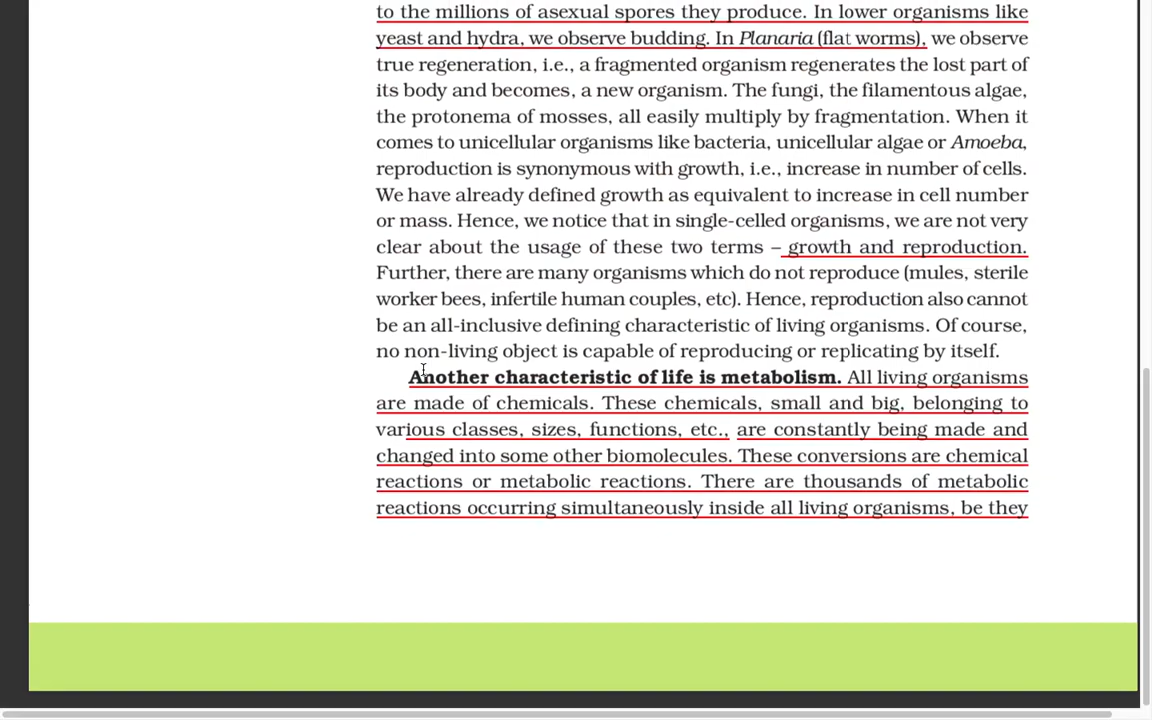 to the millions of asexual spores they produce. In lower organisms like
yeast and hydra, we observe budding. In Planaria (flat worms), we observe
true regeneration, i.e., a fragmented organism regenerates the lost part of
its body and becomes, a new organism. The fungi, the filamentous algae,
the protonema of mosses, all easily multiply by fragmentation. When it
comes to unicellular organisms like bacteria, unicellular algae or Amoeba,
reproduction is synonymous with growth, i.e., increase in number of cells.
We have already defined growth as equivalent to increase in cell number
or mass. Hence, we notice that in single-celled organisms, we are not very
clear about the usage of these two terms – growth and reproduction.
Further, there are many organisms which do not reproduce (mules, sterile
worker bees, infertile human couples, etc). Hence, reproduction also cannot
be an all-inclusive defining characteristic of living organisms. Of course,
no non-living object is capable of reproducing or replicating by itself.
Another characteristic of life is metabolism. All living organisms
are made of chemicals. These chemicals, small and big, belonging to
various classes, sizes, functions, etc., are constantly being made and
changed into some other biomolecules. These conversions are chemical
reactions or metabolic reactions. There are thousands of metabolic
reactions occurring simultaneously inside all living organisms, be they